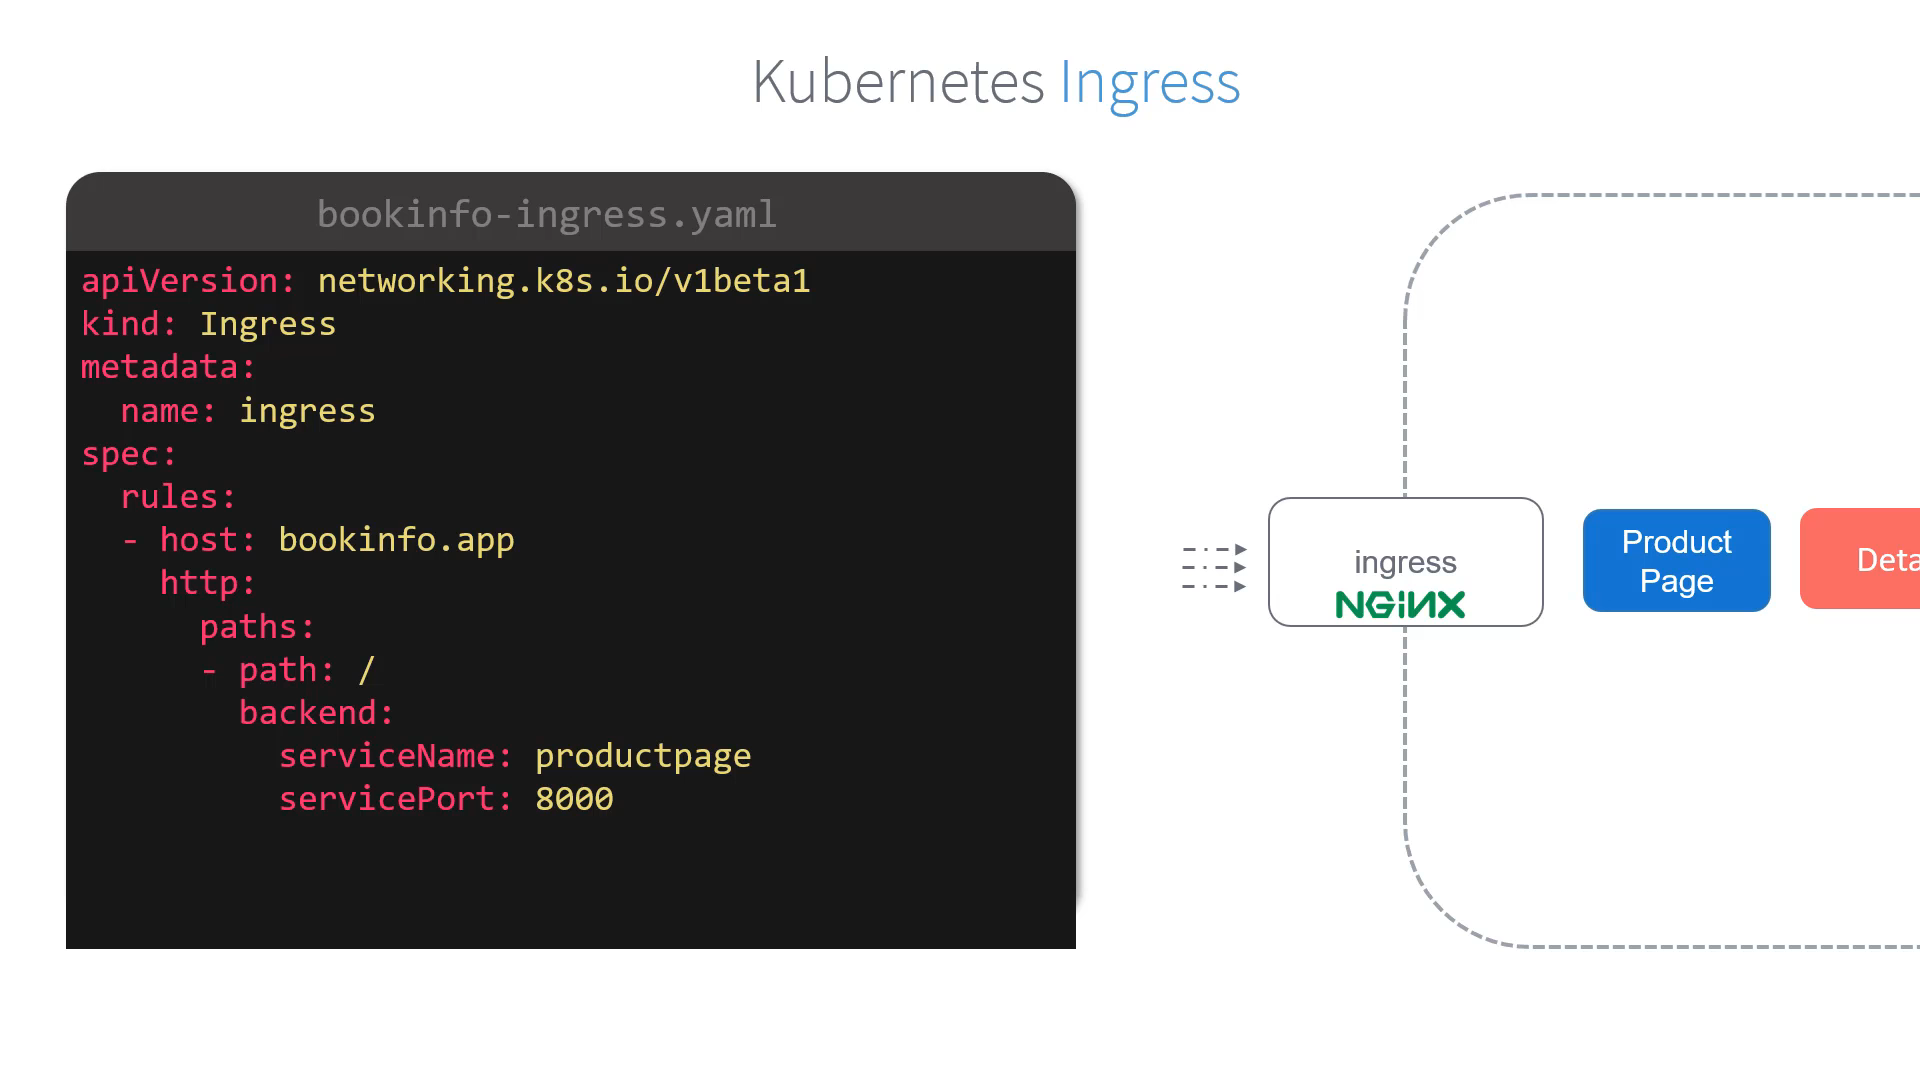 Kubernetes Ingress
bookinfo-ingress.yaml
apiVersion: networking.k8s.io/v1beta1
kind: Ingress
metadata:
  name: ingress
spec:
  rules:
  - host: bookinfo.app
    http:
      paths:
      - path: /
        backend:
          serviceName: productpage
          servicePort: 8000
ingress
NGINX
Product
Page
Deta